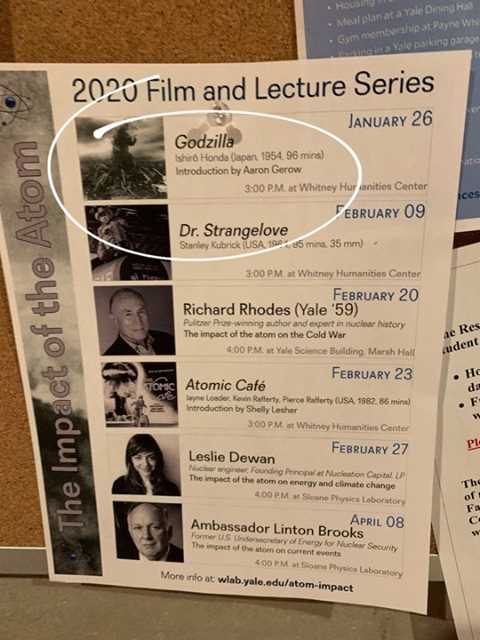 • Housing in
• Meal plan at a Yale Dining Hall
• Gym membership at Payne Whi
Parking in a Yale parking garage
2020 Film and Lecture Series
The Impact of the Atom
JANUARY 26
Godzilla
Ishirō Honda (Japan, 1954, 96 mins)
Introduction by Aaron Gerow
3:00 P.M. at Whitney Humanities Center
FEBRUARY 09
Dr. Strangelove
Stanley Kubrick (USA, 1964, 95 mins, 35 mm)
3:00 P.M. at Whitney Humanities Center
FEBRUARY 20
Richard Rhodes (Yale '59)
Pulitzer Prize-winning author and expert in nuclear history
The impact of the atom on the Cold War
4:00 P.M. at Yale Science Building, Marsh Hall
FEBRUARY 23
Atomic Café
Jayne Loader, Kevin Rafferty, Pierce Rafferty (USA, 1982, 86 mins)
Introduction by Shelly Lesher
3:00 P.M. at Whitney Humanities Center
ATOMIC
CAFE
FEBRUARY 27
Leslie Dewan
Nuclear engineer, Founding Principal at Nucleation Capital, LP
The impact of the atom on energy and climate change
4:00 P.M. at Sloane Physics Laboratory
APRIL 08
Ambassador Linton Brooks
Former U.S. Undersecretary of Energy for Nuclear Security
The impact of the atom on current events
4:00 P.M. at Sloane Physics Laboratory
More info at: wlab.yale.edu/atom-impact
e Res
udent
• Ho
da
• F
w
Ple
The
of t
Fa
Co
w